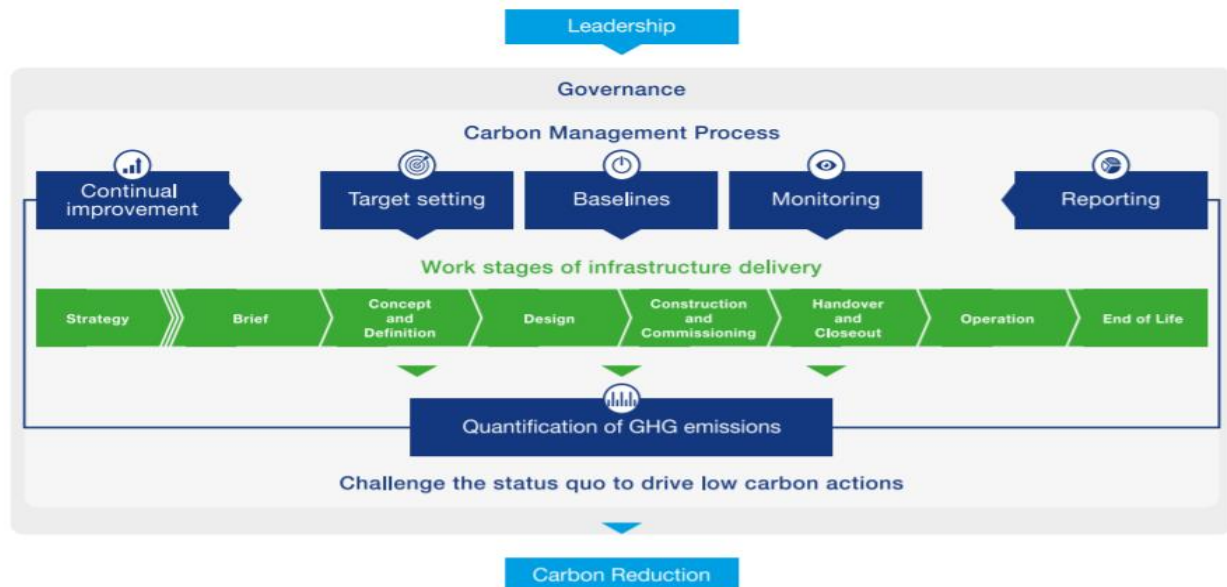 Leadership
Governance
Carbon Management Process
Continual
improvement
Target setting
Baselines
Monitoring
Reporting
Work stages of infrastructure delivery
Strategy
Brief
Concept
and
Definition
Design
Construction
and
Commissioning
Handover
and
Closeout
Operation
End of Life
Quantification of GHG emissions
Challenge the status quo to drive low carbon actions
Carbon Reduction